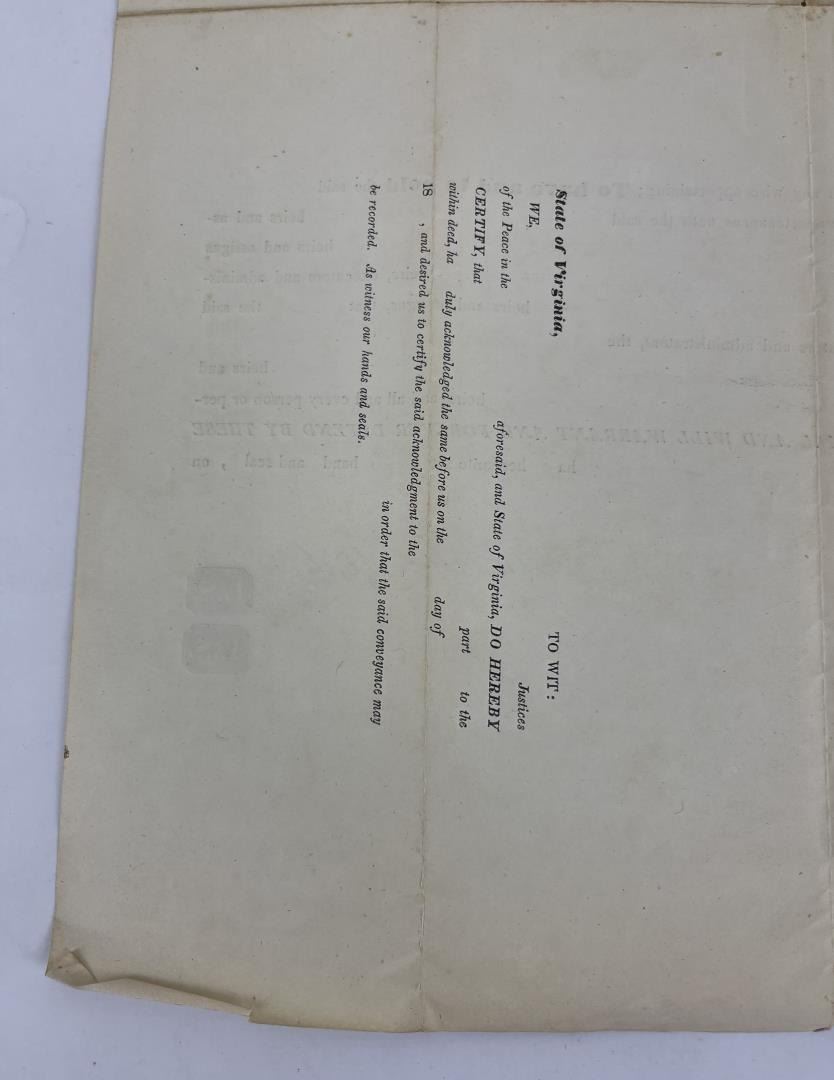 State of Virginia, TO WIT:
WE, Justices
of the Peace in the aforesaid, and State of Virginia, DO HEREBY
CERTIFY, that part to the
within deed, ha duly acknowledged the same before us on the day of
18 , and desired us to certify the said acknowledgment to the
in order that the said conveyance may
be recorded. As witness our hands and seals.